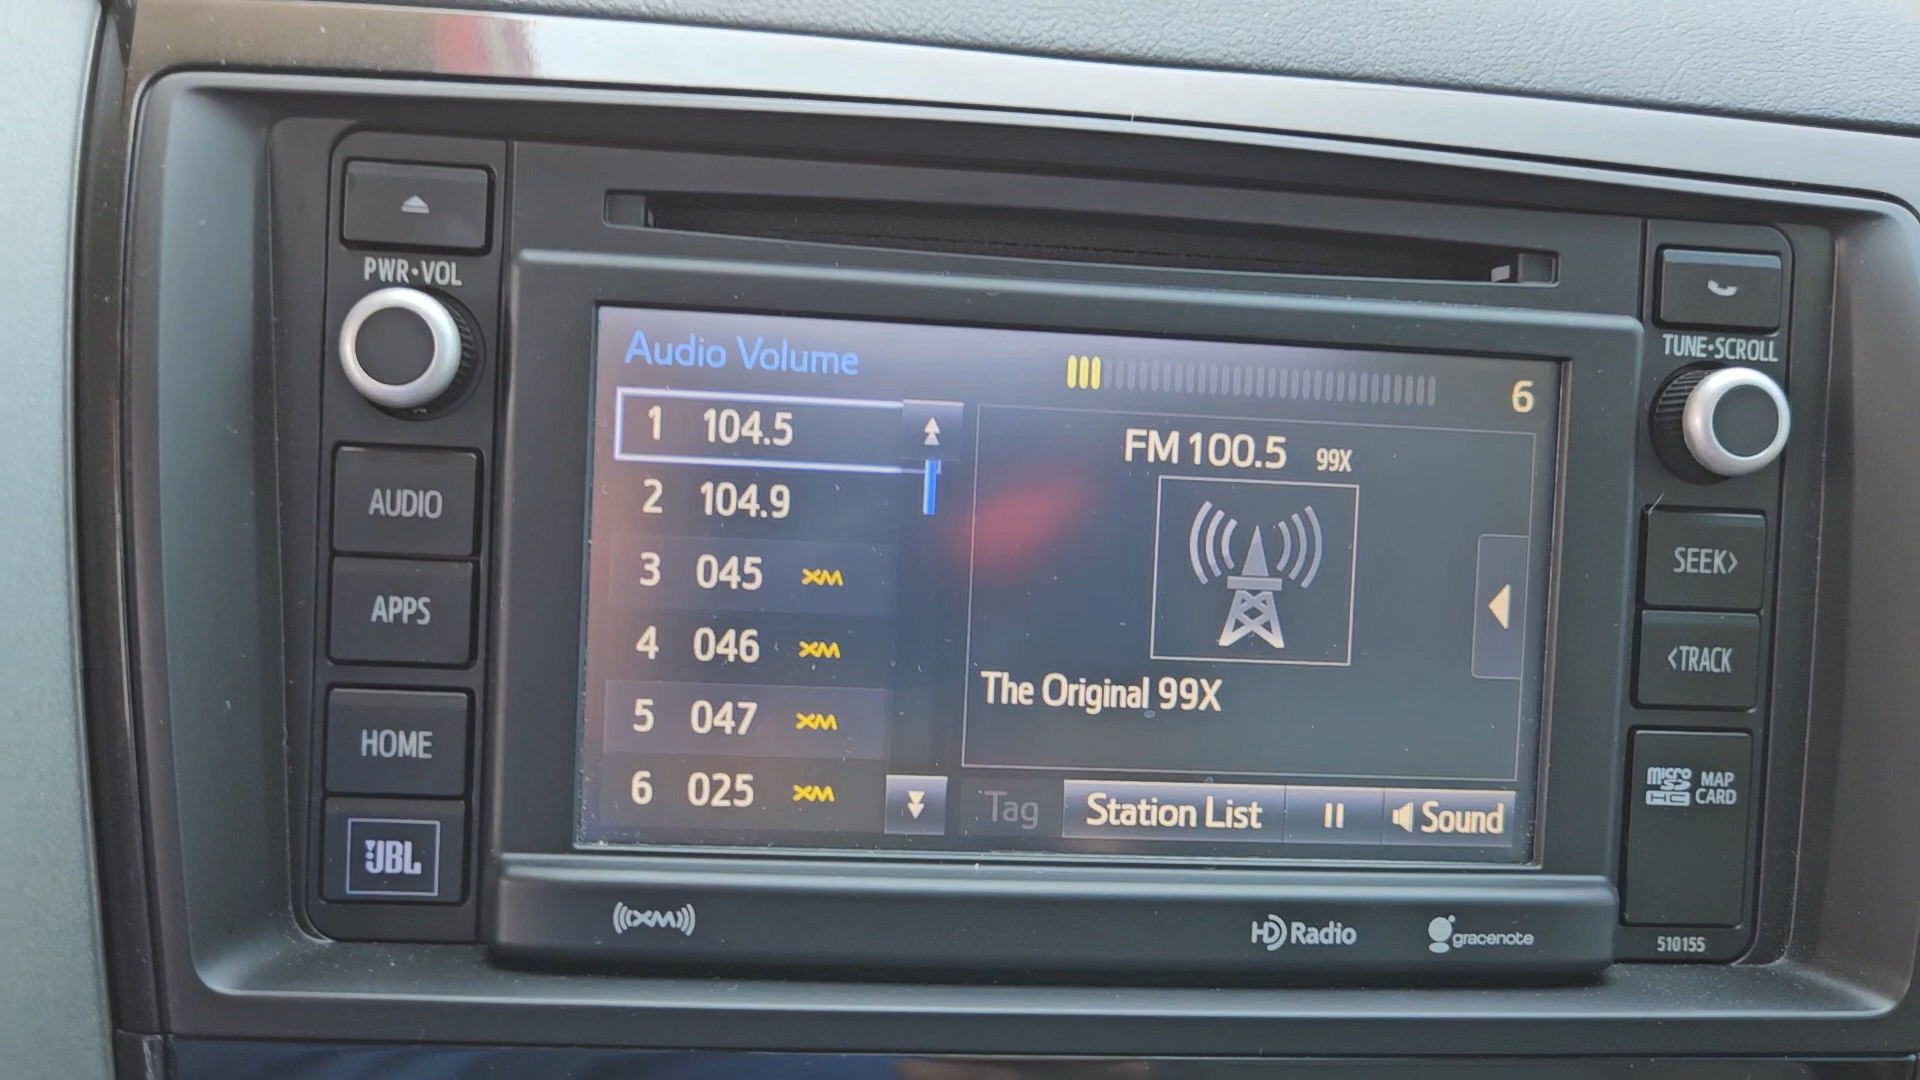 PWR•VOL
AUDIO
APPS
HOME
JBL
Audio Volume
6
1 104.5
2 104.9
3 045 XM
4 046 XM
5 047 XM
6 025 XM
FM 100.5 99X
The Original 99X
Tag
Station List
Sound
TUNE•SCROLL
SEEK>
<TRACK
micro SD HC
MAP
CARD
510155
((XM))
HD Radio
gracenote